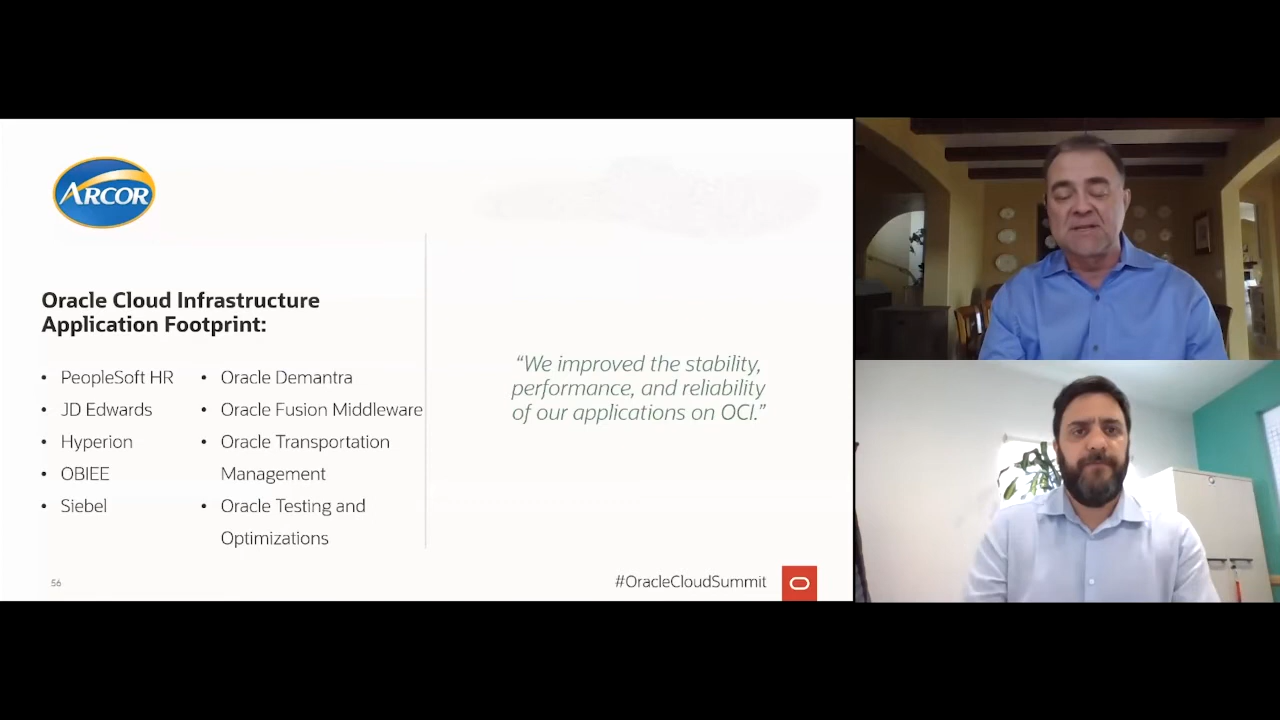 ARCOR
Oracle Cloud Infrastructure
Application Footprint:
• PeopleSoft HR
• JD Edwards
• Hyperion
• OBIEE
• Siebel
• Oracle Demantra
• Oracle Fusion Middleware
• Oracle Transportation
Management
• Oracle Testing and
Optimizations
“We improved the stability,
performance, and reliability
of our applications on OCI.”
56
#OracleCloudSummit